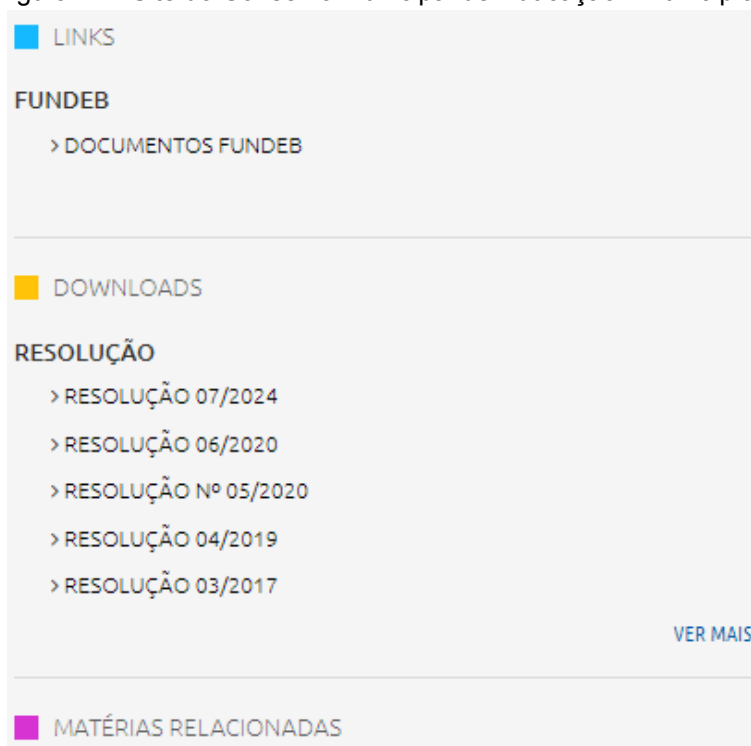 LINKS
FUNDEB
> DOCUMENTOS FUNDEB
DOWNLOADS
RESOLUÇÃO
> RESOLUÇÃO 07/2024
> RESOLUÇÃO 06/2020
> RESOLUÇÃO Nº 05/2020
> RESOLUÇÃO 04/2019
> RESOLUÇÃO 03/2017
VER MAIS
MATÉRIAS RELACIONADAS